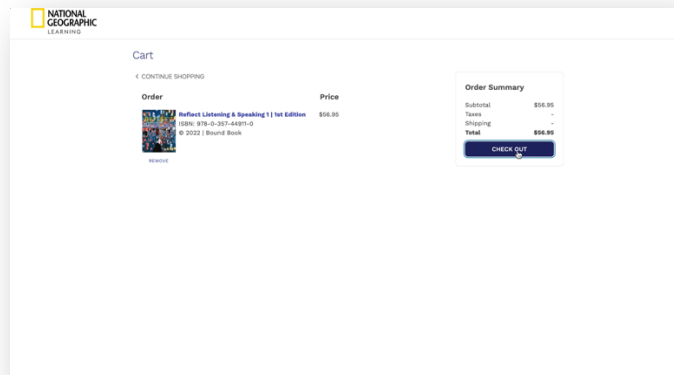 NATIONAL
GEOGRAPHIC
LEARNING
Cart
< CONTINUE SHOPPING
Order Price
Reflect Listening & Speaking 1 | 1st Edition $56.95
ISBN: 978-0-357-44911-0
© 2022 | Bound Book
REMOVE
Order Summary
Subtotal $56.95
Taxes -
Shipping -
Total $56.95
CHECK OUT